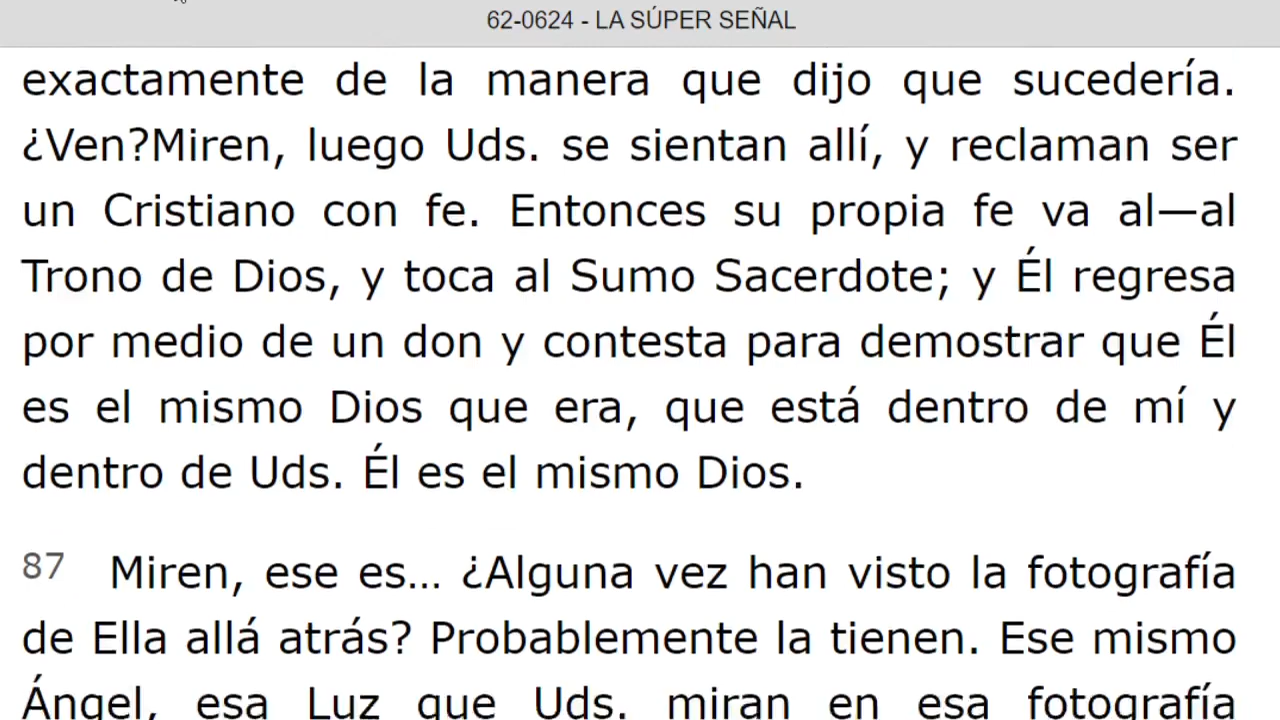 62-0624 - LA SÚPER SEÑAL
exactamente de la manera que dijo que sucedería.
¿Ven?Miren, luego Uds. se sientan allí, y reclaman ser
un Cristiano con fe. Entonces su propia fe va al—al
Trono de Dios, y toca al Sumo Sacerdote; y Él regresa
por medio de un don y contesta para demostrar que Él
es el mismo Dios que era, que está dentro de mí y
dentro de Uds. Él es el mismo Dios.
87 Miren, ese es... ¿Alguna vez han visto la fotografía
de Ella allá atrás? Probablemente la tienen. Ese mismo
Ángel, esa Luz que Uds. miran en esa fotografía